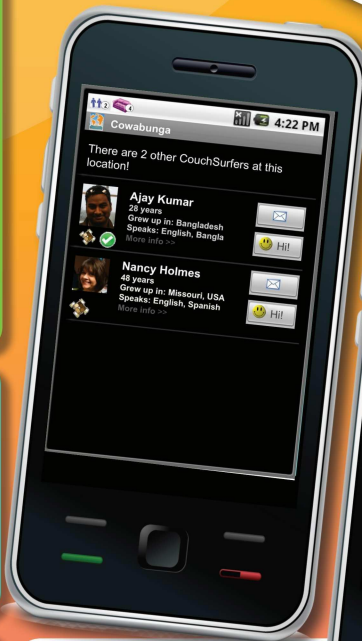 2 4 4:22 PM
Cowabunga
There are 2 other CouchSurfers at this
location!
Ajay Kumar
28 years
Grew up in: Bangladesh
Speaks: English, Bangla
More info >>
Hi!
Nancy Holmes
48 years
Grew up in: Missouri, USA
Speaks: English, Spanish
More info >>
Hi!